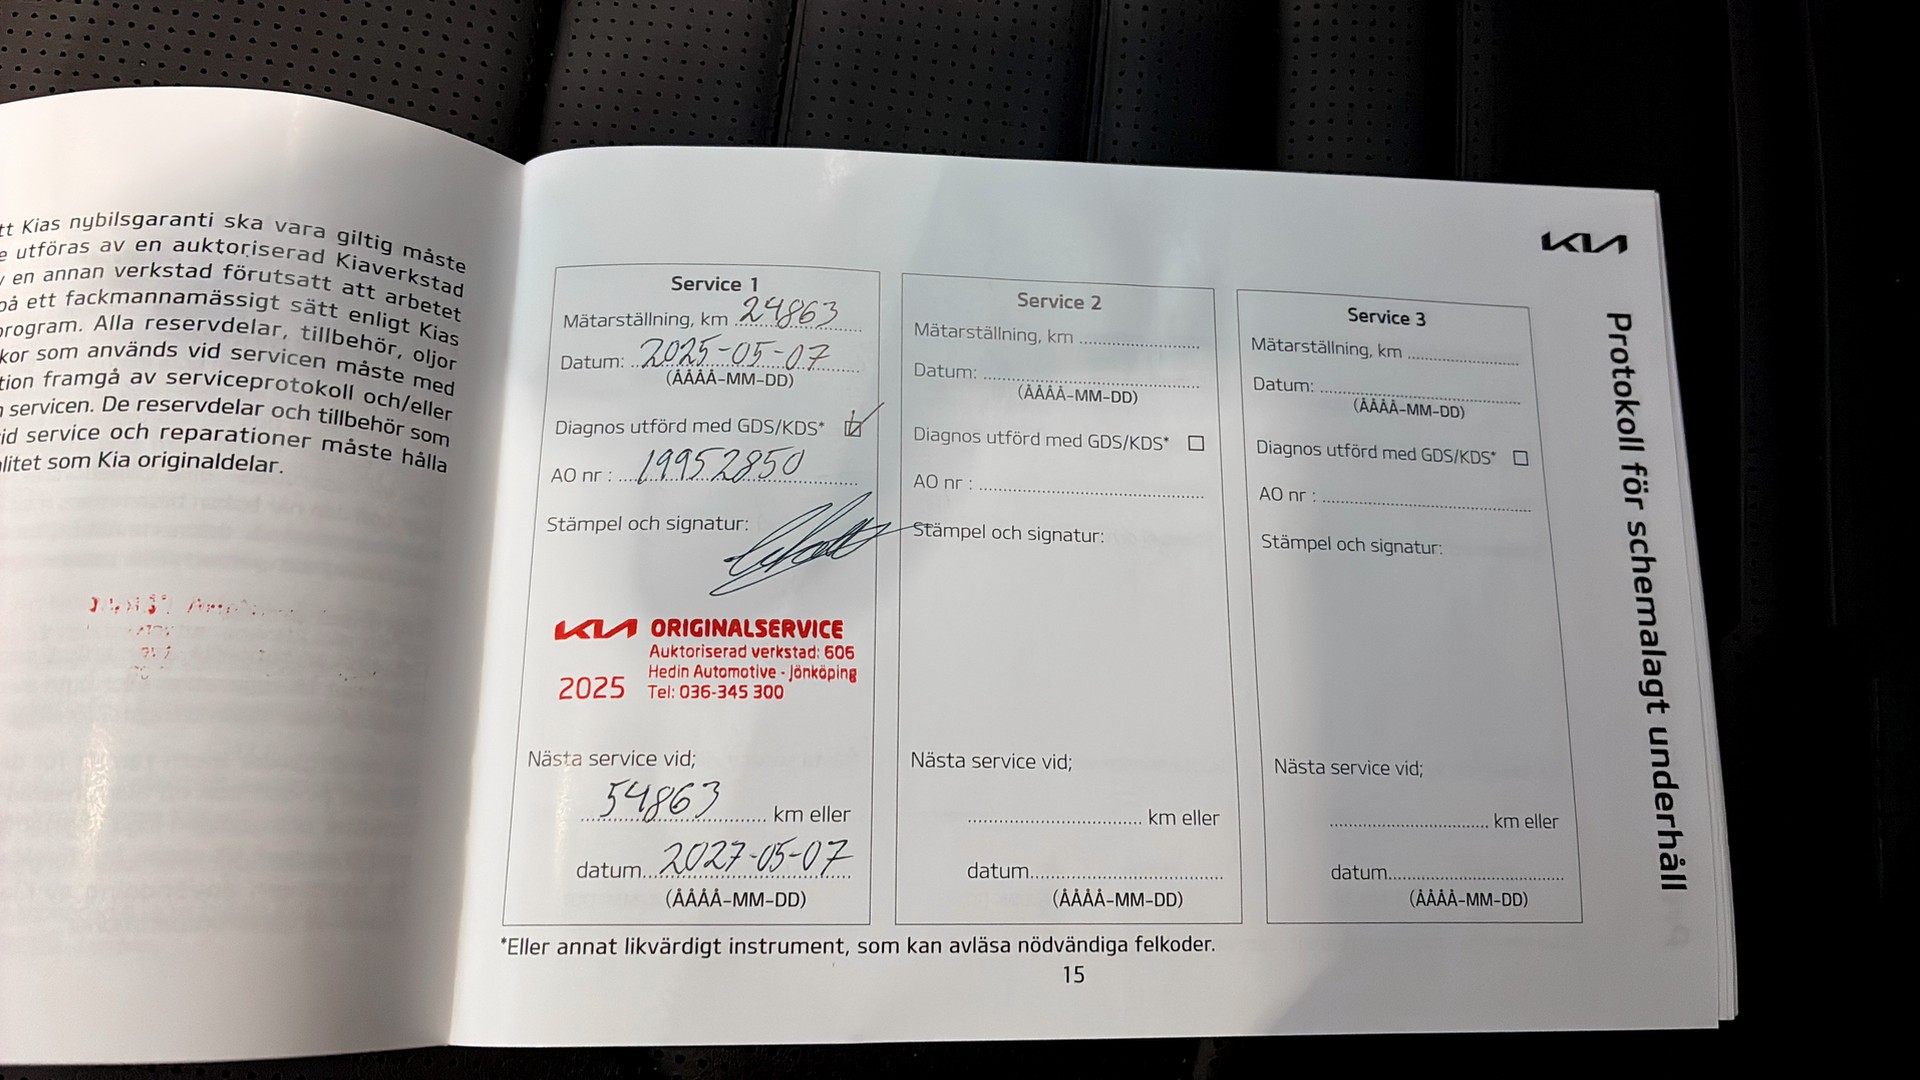 tt Kias nybilsgaranti ska vara giltig måste
utföras av en auktoriserad Kiaverkstad
en annan verkstad förutsatt att arbetet
på ett fackmannamässigt sätt enligt Kias
program. Alla reservdelar, tillbehör, oljor
kor som används vid servicen måste med
tion framgå av serviceprotokoll och/eller
servicen. De reservdelar och tillbehör som
id service och reparationer måste hålla
litet som Kia originaldelar.
KIA
Protokoll för schemalagt underhåll
Service 1
Mätarställning, km 24863
Datum: 2025-05-07
(ÅÅÅÅ-MM-DD)
Diagnos utförd med GDS/KDS*
AO nr : 19952850
Stämpel och signatur:
KIA ORIGINALSERVICE
Auktoriserad verkstad: 606
Hedin Automotive - Jönköping
2025 Tel: 036-345 300
Nästa service vid;
54863 km eller
datum 2027-05-07
(ÅÅÅÅ-MM-DD)
Service 2
Mätarställning, km
Datum:
(ÅÅÅÅ-MM-DD)
Diagnos utförd med GDS/KDS*
AO nr :
Stämpel och signatur:
Nästa service vid;
km eller
datum
(ÅÅÅÅ-MM-DD)
Service 3
Mätarställning, km
Datum:
(ÅÅÅÅ-MM-DD)
Diagnos utförd med GDS/KDS*
AO nr :
Stämpel och signatur:
Nästa service vid;
km eller
datum
(ÅÅÅÅ-MM-DD)
*Eller annat likvärdigt instrument, som kan avläsa nödvändiga felkoder.
15